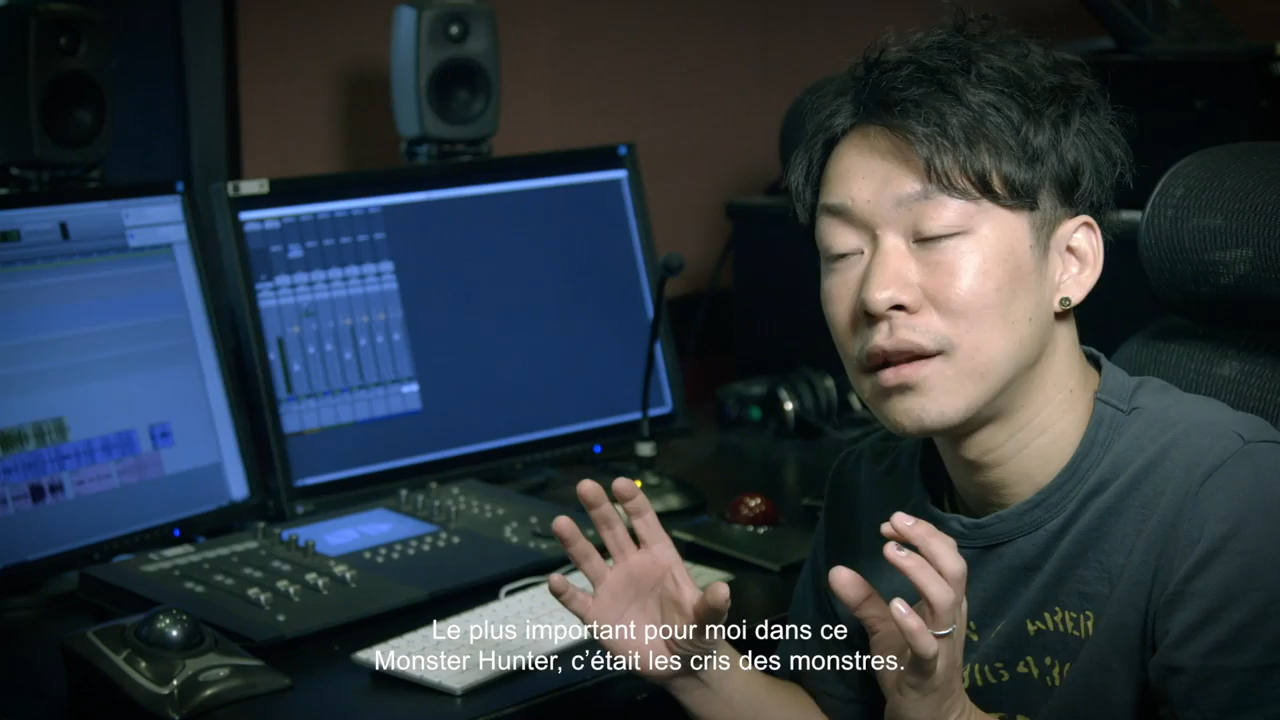 Le plus important pour moi dans ce
Monster Hunter, c'était les cris des monstres.